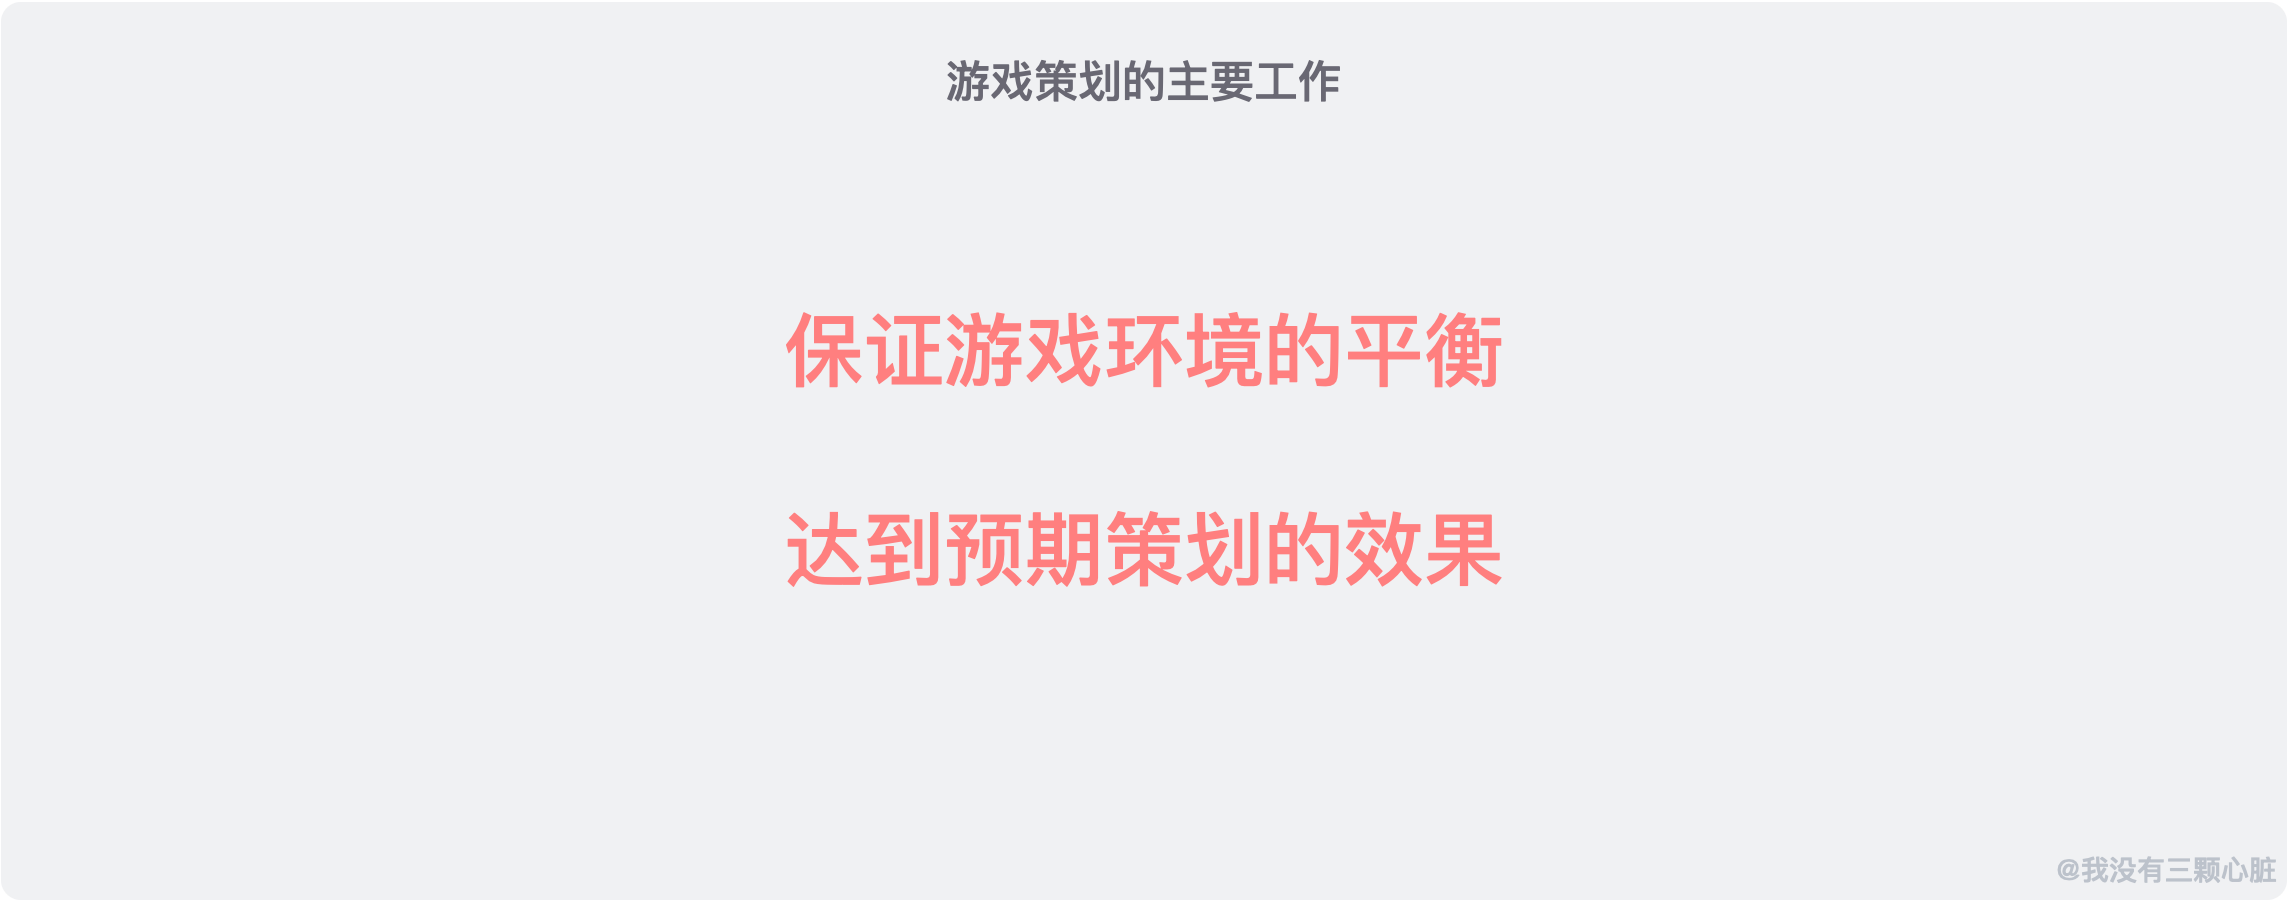 游戏策划的主要工作
保证游戏环境的平衡
达到预期策划的效果
@我没有三颗心脏